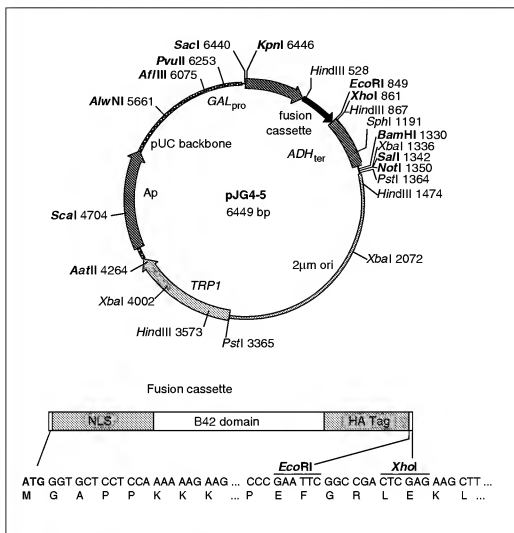 SacI 6440
KpnI 6446
PvuII 6253
AflIII 6075
AlwNI 5661
GALpro
HindIII 528
fusion
cassette
EcoRI 849
XhoI 861
HindIII 867
SphI 1191
ADHter
BamHI 1330
XbaI 1336
SalI 1342
NotI 1350
PstI 1364
HindIII 1474
pUC backbone
Ap
pJG4-5
6449 bp
ScaI 4704
AatII 4264
XbaI 4002
TRP1
HindIII 3573
PstI 3365
2µm ori
XbaI 2072
Fusion cassette
NLS
B42 domain
HA Tag
EcoRI
XhoI
ATG GGT GCT CCT CCA AAA AAG AAG ... CCC GAA TTC GGC CGA CTC GAG AAG CTT ...
M G A P P K K K ... P E F G R L E K L ...